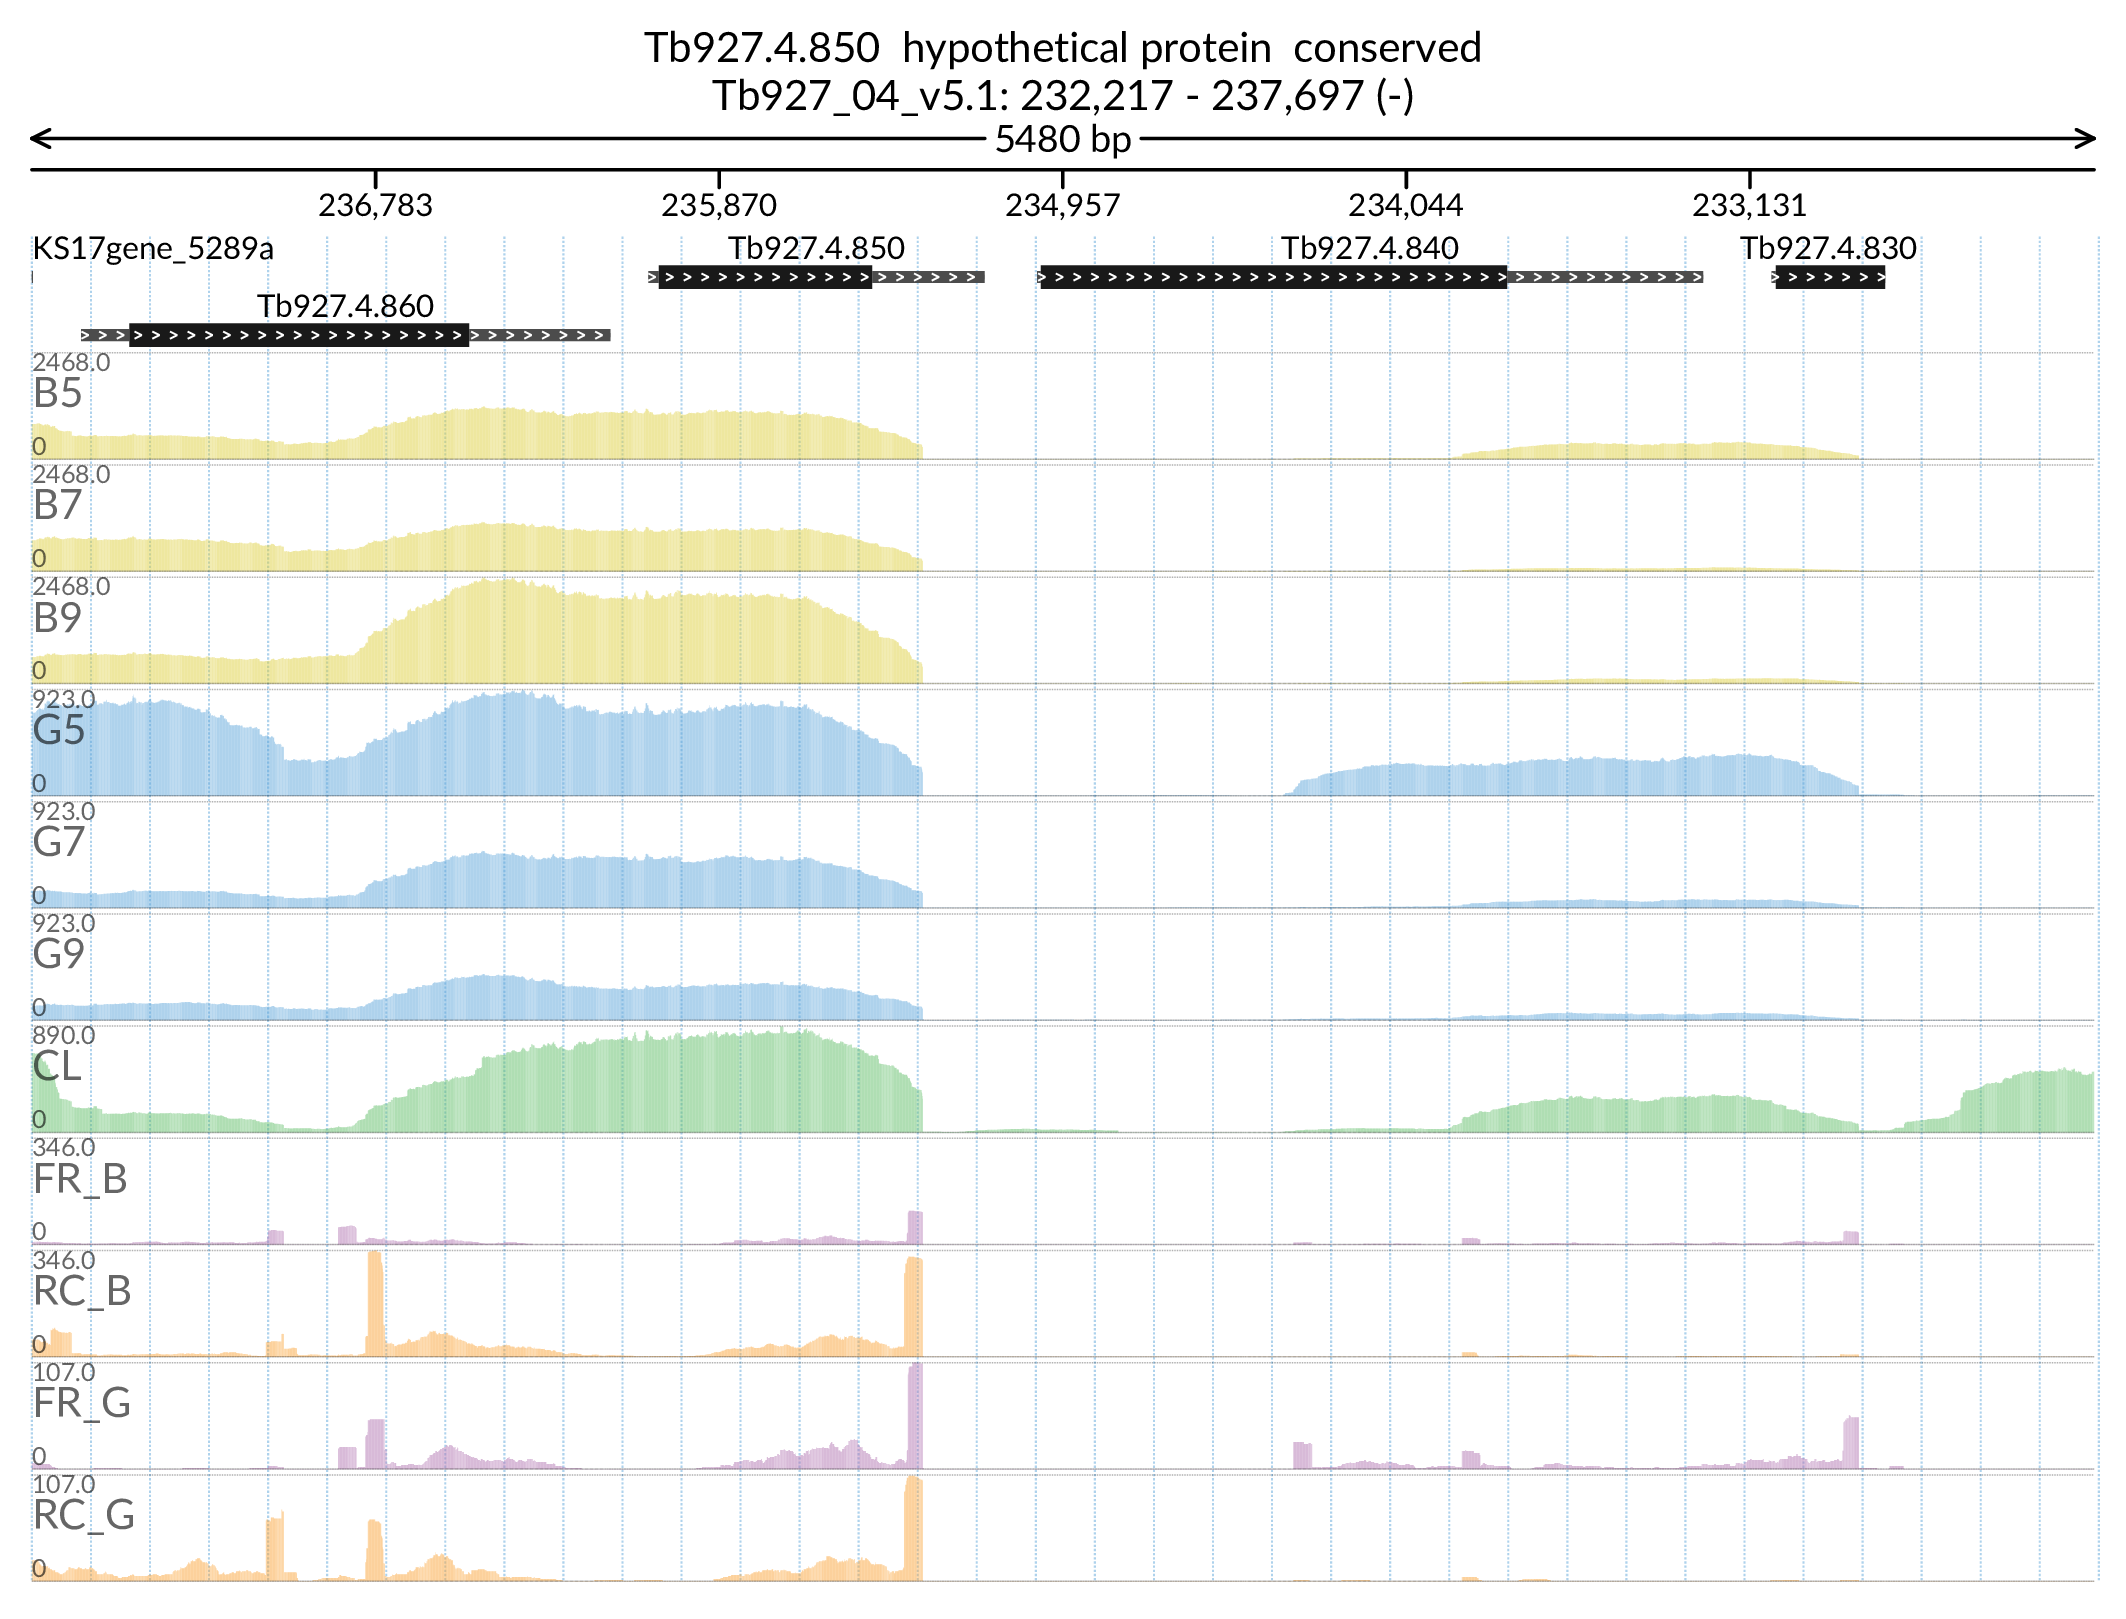 Tb927.4.850  hypothetical protein  conserved
Tb927_04_v5.1: 232,217 - 237,697 (-)
5480 bp
236,783 235,870 234,957 234,044 233,131
KS17gene_5289a Tb927.4.850 Tb927.4.840 Tb927.4.830
Tb927.4.860
2468.0
B5
0
2468.0
B7
0
2468.0
B9
0
923.0
G5
0
923.0
G7
0
923.0
G9
0
890.0
CL
0
346.0
FR_B
0
346.0
RC_B
0
107.0
FR_G
0
107.0
RC_G
0